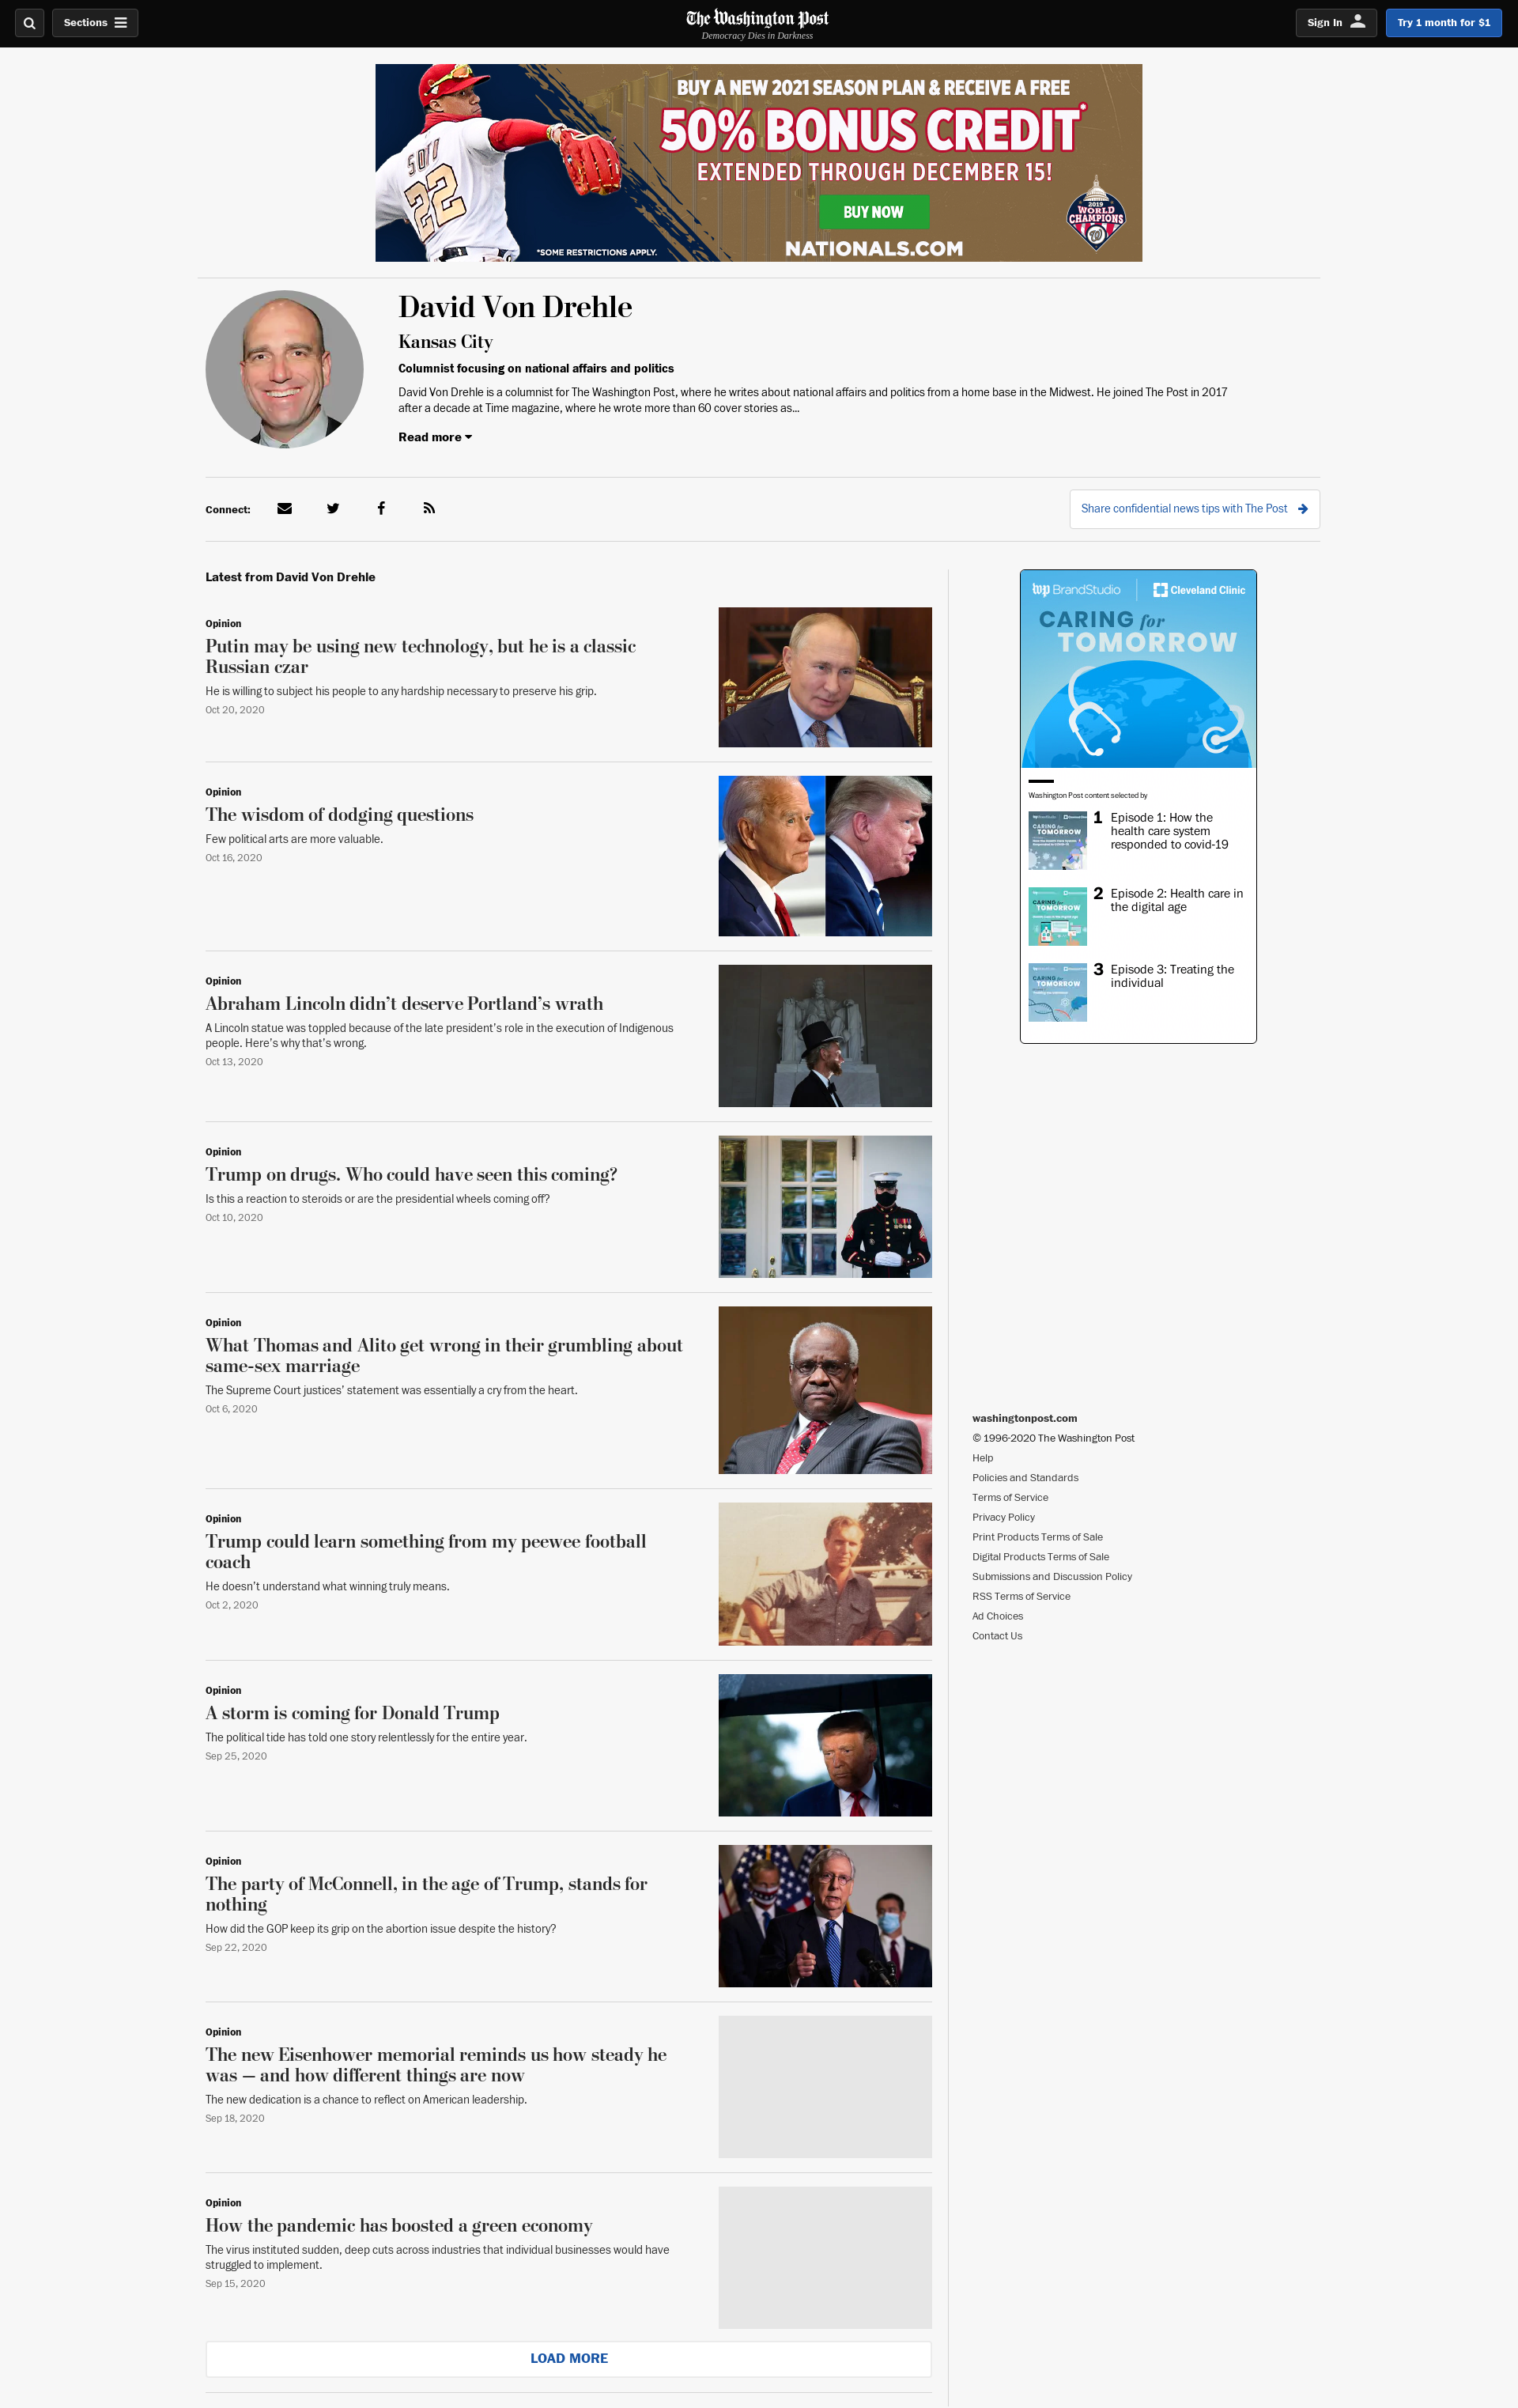 Sections
The Washington Post
Democracy Dies in Darkness
Sign In
Try 1 month for $1
BUY A NEW 2021 SEASON PLAN & RECEIVE A FREE
50% BONUS CREDIT*
EXTENDED THROUGH DECEMBER 15!
BUY NOW
*SOME RESTRICTIONS APPLY.
NATIONALS.COM
SOTO
22
2019
WORLD
CHAMPIONS
W
David Von Drehle
Kansas City
Columnist focusing on national affairs and politics
David Von Drehle is a columnist for The Washington Post, where he writes about national affairs and politics from a home base in the Midwest. He joined The Post in 2017
after a decade at Time magazine, where he wrote more than 60 cover stories as...
Read more
Connect:
Share confidential news tips with The Post
Latest from David Von Drehle
Opinion
Putin may be using new technology, but he is a classic
Russian czar
He is willing to subject his people to any hardship necessary to preserve his grip.
Oct 20, 2020
Opinion
The wisdom of dodging questions
Few political arts are more valuable.
Oct 16, 2020
Opinion
Abraham Lincoln didn’t deserve Portland’s wrath
A Lincoln statue was toppled because of the late president’s role in the execution of Indigenous
people. Here’s why that’s wrong.
Oct 13, 2020
Opinion
Trump on drugs. Who could have seen this coming?
Is this a reaction to steroids or are the presidential wheels coming off?
Oct 10, 2020
Opinion
What Thomas and Alito get wrong in their grumbling about
same-sex marriage
The Supreme Court justices’ statement was essentially a cry from the heart.
Oct 6, 2020
Opinion
Trump could learn something from my peewee football
coach
He doesn’t understand what winning truly means.
Oct 2, 2020
Opinion
A storm is coming for Donald Trump
The political tide has told one story relentlessly for the entire year.
Sep 25, 2020
Opinion
The party of McConnell, in the age of Trump, stands for
nothing
How did the GOP keep its grip on the abortion issue despite the history?
Sep 22, 2020
Opinion
The new Eisenhower memorial reminds us how steady he
was — and how different things are now
The new dedication is a chance to reflect on American leadership.
Sep 18, 2020
Opinion
How the pandemic has boosted a green economy
The virus instituted sudden, deep cuts across industries that individual businesses would have
struggled to implement.
Sep 15, 2020
LOAD MORE
wp BrandStudio
Cleveland Clinic
CARING for
TOMORROW
Washington Post content selected by
CARING for
TOMORROW
1 Episode 1: How the
health care system
responded to covid-19
CARING for
TOMORROW
2 Episode 2: Health care in
the digital age
CARING for
TOMORROW
3 Episode 3: Treating the
individual
washingtonpost.com
© 1996-2020 The Washington Post
Help
Policies and Standards
Terms of Service
Privacy Policy
Print Products Terms of Sale
Digital Products Terms of Sale
Submissions and Discussion Policy
RSS Terms of Service
Ad Choices
Contact Us